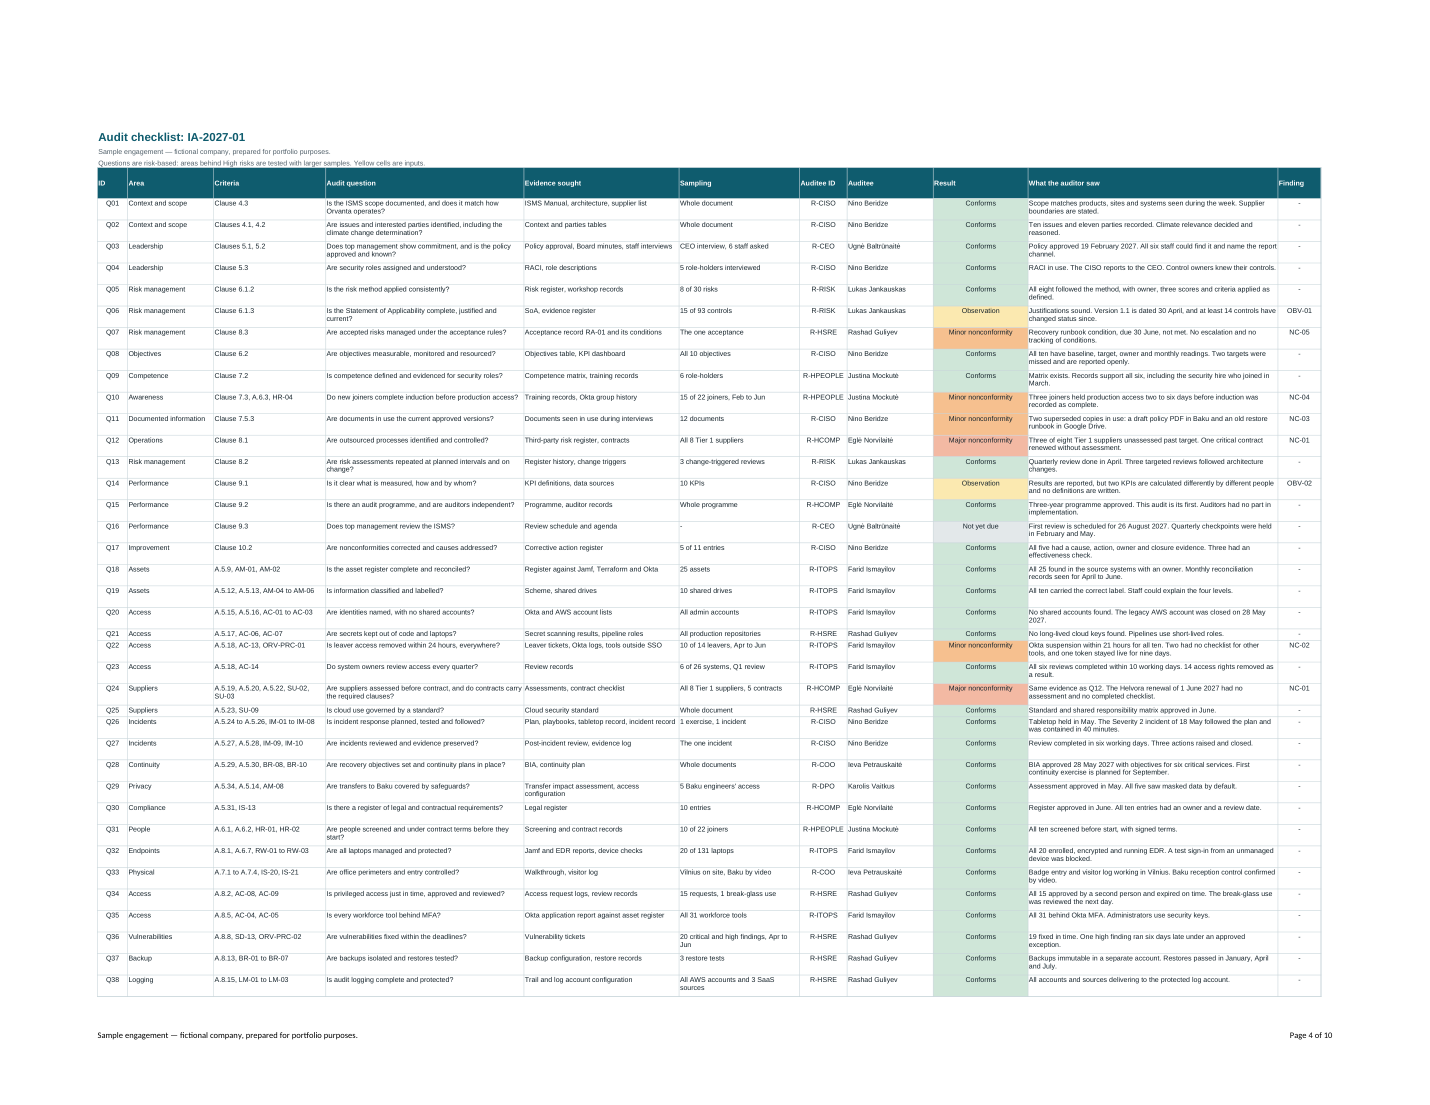 Audit checklist: IA-2027-01
Sample engagement — fictional company, prepared for portfolio purposes.
Questions are risk-based: areas behind High risks are tested with larger samples. Yellow cells are inputs.
ID Area Criteria Audit question Evidence sought Sampling Auditee ID Auditee Result What the auditor saw Finding
Q01 Context and scope Clause 4.3 Is the ISMS scope documented, and does it match how Orvanta operates? ISMS Manual, architecture, supplier list Whole document R-CISO Nino Beridze Conforms Scope matches products, sites and systems seen during the week. Supplier boundaries are stated. -
Q02 Context and scope Clauses 4.1, 4.2 Are issues and interested parties identified, including the climate change determination? Context and parties tables Whole document R-CISO Nino Beridze Conforms Ten issues and eleven parties recorded. Climate relevance decided and reasoned. -
Q03 Leadership Clauses 5.1, 5.2 Does top management show commitment, and is the policy approved and known? Policy approval, Board minutes, staff interviews CEO interview, 6 staff asked R-CEO Ugnė Baltrūnaitė Conforms Policy approved 19 February 2027. All six staff could find it and name the report channel. -
Q04 Leadership Clause 5.3 Are security roles assigned and understood? RACI, role descriptions 5 role-holders interviewed R-CISO Nino Beridze Conforms RACI in use. The CISO reports to the CEO. Control owners knew their controls. -
Q05 Risk management Clause 6.1.2 Is the risk method applied consistently? Risk register, workshop records 8 of 30 risks R-RISK Lukas Jankauskas Conforms All eight followed the method, with owner, three scores and criteria applied as defined. -
Q06 Risk management Clause 6.1.3 Is the Statement of Applicability complete, justified and current? SoA, evidence register 15 of 93 controls R-RISK Lukas Jankauskas Observation Justifications sound. Version 1.1 is dated 30 April, and at least 14 controls have changed status since. OBV-01
Q07 Risk management Clause 8.3 Are accepted risks managed under the acceptance rules? Acceptance record RA-01 and its conditions The one acceptance R-HSRE Rashad Guliyev Minor nonconformity Recovery runbook condition, due 30 June, not met. No escalation and no tracking of conditions. NC-05
Q08 Objectives Clause 6.2 Are objectives measurable, monitored and resourced? Objectives table, KPI dashboard All 10 objectives R-CISO Nino Beridze Conforms All ten have baseline, target, owner and monthly readings. Two targets were missed and are reported openly. -
Q09 Competence Clause 7.2 Is competence defined and evidenced for security roles? Competence matrix, training records 6 role-holders R-HPEOPLE Justina Mockutė Conforms Matrix exists. Records support all six, including the security hire who joined in March. -
Q10 Awareness Clause 7.3, A.6.3, HR-04 Do new joiners complete induction before production access? Training records, Okta group history 15 of 22 joiners, Feb to Jun R-HPEOPLE Justina Mockutė Minor nonconformity Three joiners held production access two to six days before induction was recorded as complete. NC-04
Q11 Documented information Clause 7.5.3 Are documents in use the current approved versions? Documents seen in use during interviews 12 documents R-CISO Nino Beridze Minor nonconformity Two superseded copies in use: a draft policy PDF in Baku and an old restore runbook in Google Drive. NC-03
Q12 Operations Clause 8.1 Are outsourced processes identified and controlled? Third-party risk register, contracts All 8 Tier 1 suppliers R-HCOMP Eglė Norvilaitė Major nonconformity Three of eight Tier 1 suppliers unassessed past target. One critical contract renewed without assessment. NC-01
Q13 Risk management Clause 8.2 Are risk assessments repeated at planned intervals and on change? Register history, change triggers 3 change-triggered reviews R-RISK Lukas Jankauskas Conforms Quarterly review done in April. Three targeted reviews followed architecture changes. -
Q14 Performance Clause 9.1 Is it clear what is measured, how and by whom? KPI definitions, data sources 10 KPIs R-CISO Nino Beridze Observation Results are reported, but two KPIs are calculated differently by different people and no definitions are written. OBV-02
Q15 Performance Clause 9.2 Is there an audit programme, and are auditors independent? Programme, auditor records Whole programme R-HCOMP Eglė Norvilaitė Conforms Three-year programme approved. This audit is its first. Auditors had no part in implementation. -
Q16 Performance Clause 9.3 Does top management review the ISMS? Review schedule and agenda - R-CEO Ugnė Baltrūnaitė Not yet due First review is scheduled for 26 August 2027. Quarterly checkpoints were held in February and May. -
Q17 Improvement Clause 10.2 Are nonconformities corrected and causes addressed? Corrective action register 5 of 11 entries R-CISO Nino Beridze Conforms All five had a cause, action, owner and closure evidence. Three had an effectiveness check. -
Q18 Assets A.5.9, AM-01, AM-02 Is the asset register complete and reconciled? Register against Jamf, Terraform and Okta 25 assets R-ITOPS Farid Ismayilov Conforms All 25 found in the source systems with an owner. Monthly reconciliation records seen for April to June. -
Q19 Assets A.5.12, A.5.13, AM-04 to AM-06 Is information classified and labelled? Scheme, shared drives 10 shared drives R-ITOPS Farid Ismayilov Conforms All ten carried the correct label. Staff could explain the four levels. -
Q20 Access A.5.15, A.5.16, AC-01 to AC-03 Are identities named, with no shared accounts? Okta and AWS account lists All admin accounts R-ITOPS Farid Ismayilov Conforms No shared accounts found. The legacy AWS account was closed on 28 May 2027. -
Q21 Access A.5.17, AC-06, AC-07 Are secrets kept out of code and laptops? Secret scanning results, pipeline roles All production repositories R-HSRE Rashad Guliyev Conforms No long-lived cloud keys found. Pipelines use short-lived roles. -
Q22 Access A.5.18, AC-13, ORV-PRC-01 Is leaver access removed within 24 hours, everywhere? Leaver tickets, Okta logs, tools outside SSO 10 of 14 leavers, Apr to Jun R-ITOPS Farid Ismayilov Minor nonconformity Okta suspension within 21 hours for all ten. Two had no checklist for other tools, and one token stayed live for nine days. NC-02
Q23 Access A.5.18, AC-14 Do system owners review access every quarter? Review records 6 of 26 systems, Q1 review R-ITOPS Farid Ismayilov Conforms All six reviews completed within 10 working days. 14 access rights removed as a result. -
Q24 Suppliers A.5.19, A.5.20, A.5.22, SU-02, SU-03 Are suppliers assessed before contract, and do contracts carry the required clauses? Assessments, contract checklist All 8 Tier 1 suppliers, 5 contracts R-HCOMP Eglė Norvilaitė Major nonconformity Same evidence as Q12. The Helvora renewal of 1 June 2027 had no assessment and no completed checklist. NC-01
Q25 Suppliers A.5.23, SU-09 Is cloud use governed by a standard? Cloud security standard Whole document R-HSRE Rashad Guliyev Conforms Standard and shared responsibility matrix approved in June. -
Q26 Incidents A.5.24 to A.5.26, IM-01 to IM-08 Is incident response planned, tested and followed? Plan, playbooks, tabletop record, incident record 1 exercise, 1 incident R-CISO Nino Beridze Conforms Tabletop held in May. The Severity 2 incident of 18 May followed the plan and was contained in 40 minutes. -
Q27 Incidents A.5.27, A.5.28, IM-09, IM-10 Are incidents reviewed and evidence preserved? Post-incident review, evidence log The one incident R-CISO Nino Beridze Conforms Review completed in six working days. Three actions raised and closed. -
Q28 Continuity A.5.29, A.5.30, BR-08, BR-10 Are recovery objectives set and continuity plans in place? BIA, continuity plan Whole documents R-COO Ieva Petrauskaitė Conforms BIA approved 28 May 2027 with objectives for six critical services. First continuity exercise is planned for September. -
Q29 Privacy A.5.34, A.5.14, AM-08 Are transfers to Baku covered by safeguards? Transfer impact assessment, access configuration 5 Baku engineers' access R-DPO Karolis Vaitkus Conforms Assessment approved in May. All five saw masked data by default. -
Q30 Compliance A.5.31, IS-13 Is there a register of legal and contractual requirements? Legal register 10 entries R-HCOMP Eglė Norvilaitė Conforms Register approved in June. All ten entries had an owner and a review date. -
Q31 People A.6.1, A.6.2, HR-01, HR-02 Are people screened and under contract terms before they start? Screening and contract records 10 of 22 joiners R-HPEOPLE Justina Mockutė Conforms All ten screened before start, with signed terms. -
Q32 Endpoints A.8.1, A.6.7, RW-01 to RW-03 Are all laptops managed and protected? Jamf and EDR reports, device checks 20 of 131 laptops R-ITOPS Farid Ismayilov Conforms All 20 enrolled, encrypted and running EDR. A test sign-in from an unmanaged device was blocked. -
Q33 Physical A.7.1 to A.7.4, IS-20, IS-21 Are office perimeters and entry controlled? Walkthrough, visitor log Vilnius on site, Baku by video R-COO Ieva Petrauskaitė Conforms Badge entry and visitor log working in Vilnius. Baku reception control confirmed by video. -
Q34 Access A.8.2, AC-08, AC-09 Is privileged access just in time, approved and reviewed? Access request logs, review records 15 requests, 1 break-glass use R-HSRE Rashad Guliyev Conforms All 15 approved by a second person and expired on time. The break-glass use was reviewed the next day. -
Q35 Access A.8.5, AC-04, AC-05 Is every workforce tool behind MFA? Okta application report against asset register All 31 workforce tools R-ITOPS Farid Ismayilov Conforms All 31 behind Okta MFA. Administrators use security keys. -
Q36 Vulnerabilities A.8.8, SD-13, ORV-PRC-02 Are vulnerabilities fixed within the deadlines? Vulnerability tickets 20 critical and high findings, Apr to Jun R-HSRE Rashad Guliyev Conforms 19 fixed in time. One high finding ran six days late under an approved exception. -
Q37 Backup A.8.13, BR-01 to BR-07 Are backups isolated and restores tested? Backup configuration, restore records 3 restore tests R-HSRE Rashad Guliyev Conforms Backups immutable in a separate account. Restores passed in January, April and July. -
Q38 Logging A.8.15, LM-01 to LM-03 Is audit logging complete and protected? Trail and log account configuration All AWS accounts and 3 SaaS sources R-HSRE Rashad Guliyev Conforms All accounts and sources delivering to the protected log account. -
Sample engagement — fictional company, prepared for portfolio purposes.
Page 4 of 10